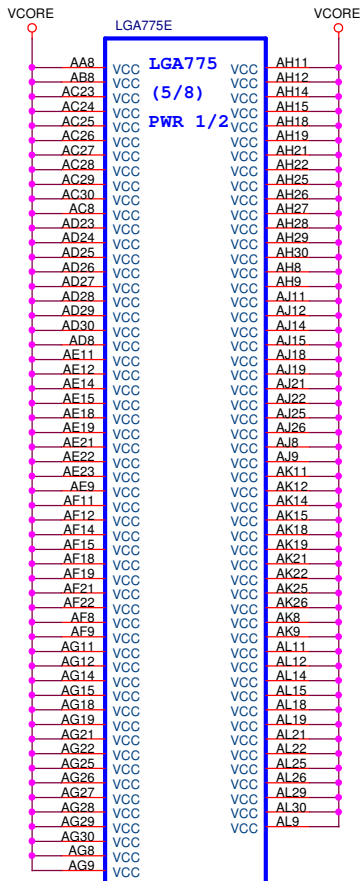 VCORE LGA775E VCORE
AA8 VCC LGA775 VCC AH11
AB8 VCC VCC AH12
AC23 VCC (5/8) VCC AH14
AC24 VCC VCC AH15
AC25 VCC PWR 1/2 VCC AH18
AC26 VCC VCC AH19
AC27 VCC VCC AH21
AC28 VCC VCC AH22
AC29 VCC VCC AH25
AC30 VCC VCC AH26
AC8 VCC VCC AH27
AD23 VCC VCC AH28
AD24 VCC VCC AH29
AD25 VCC VCC AH30
AD26 VCC VCC AH8
AD27 VCC VCC AH9
AD28 VCC VCC AJ11
AD29 VCC VCC AJ12
AD30 VCC VCC AJ14
AD8 VCC VCC AJ15
AE11 VCC VCC AJ18
AE12 VCC VCC AJ19
AE14 VCC VCC AJ21
AE15 VCC VCC AJ22
AE18 VCC VCC AJ25
AE19 VCC VCC AJ26
AE21 VCC VCC AJ8
AE22 VCC VCC AJ9
AE23 VCC VCC AK11
AE9 VCC VCC AK12
AF11 VCC VCC AK14
AF12 VCC VCC AK15
AF14 VCC VCC AK18
AF15 VCC VCC AK19
AF18 VCC VCC AK21
AF19 VCC VCC AK22
AF21 VCC VCC AK25
AF22 VCC VCC AK26
AF8 VCC VCC AK8
AF9 VCC VCC AK9
AG11 VCC VCC AL11
AG12 VCC VCC AL12
AG14 VCC VCC AL14
AG15 VCC VCC AL15
AG18 VCC VCC AL18
AG19 VCC VCC AL19
AG21 VCC VCC AL21
AG22 VCC VCC AL22
AG25 VCC VCC AL25
AG26 VCC VCC AL26
AG27 VCC VCC AL29
AG28 VCC VCC AL30
AG29 VCC VCC AL9
AG30 VCC
AG8 VCC
AG9 VCC